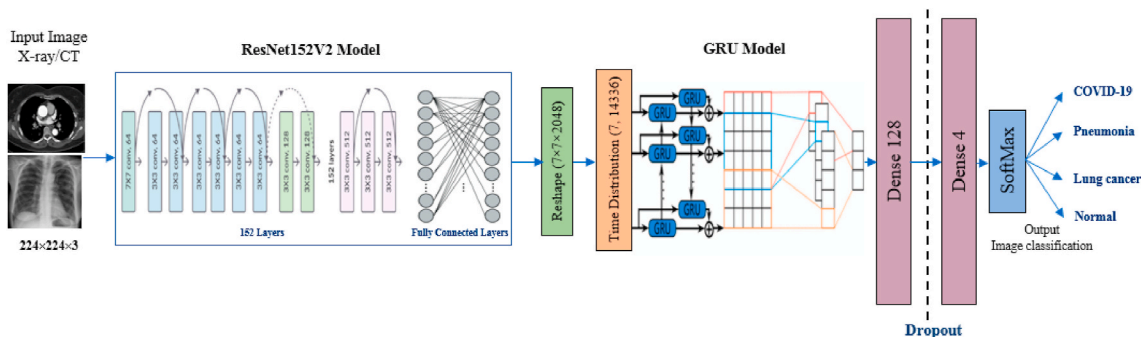 Input Image
X-ray/CT
224×224×3
ResNet152V2 Model
7X7 conv, 64
3X3 conv, 64
3X3 conv, 64
3X3 conv, 64
3X3 conv, 64
3X3 conv, 64
3X3 conv, 128
3X3 conv, 128
152 layers
3X3 conv, 512
3X3 conv, 512
3X3 conv, 512
152 Layers
Fully Connected Layers
Reshape (7×7×2048)
Time Distribution (7, 14336)
GRU Model
GRU
GRU
GRU
GRU
GRU
GRU
Dense 128
Dropout
Dense 4
SoftMax
Output
Image classification
COVID-19
Pneumonia
Lung cancer
Normal